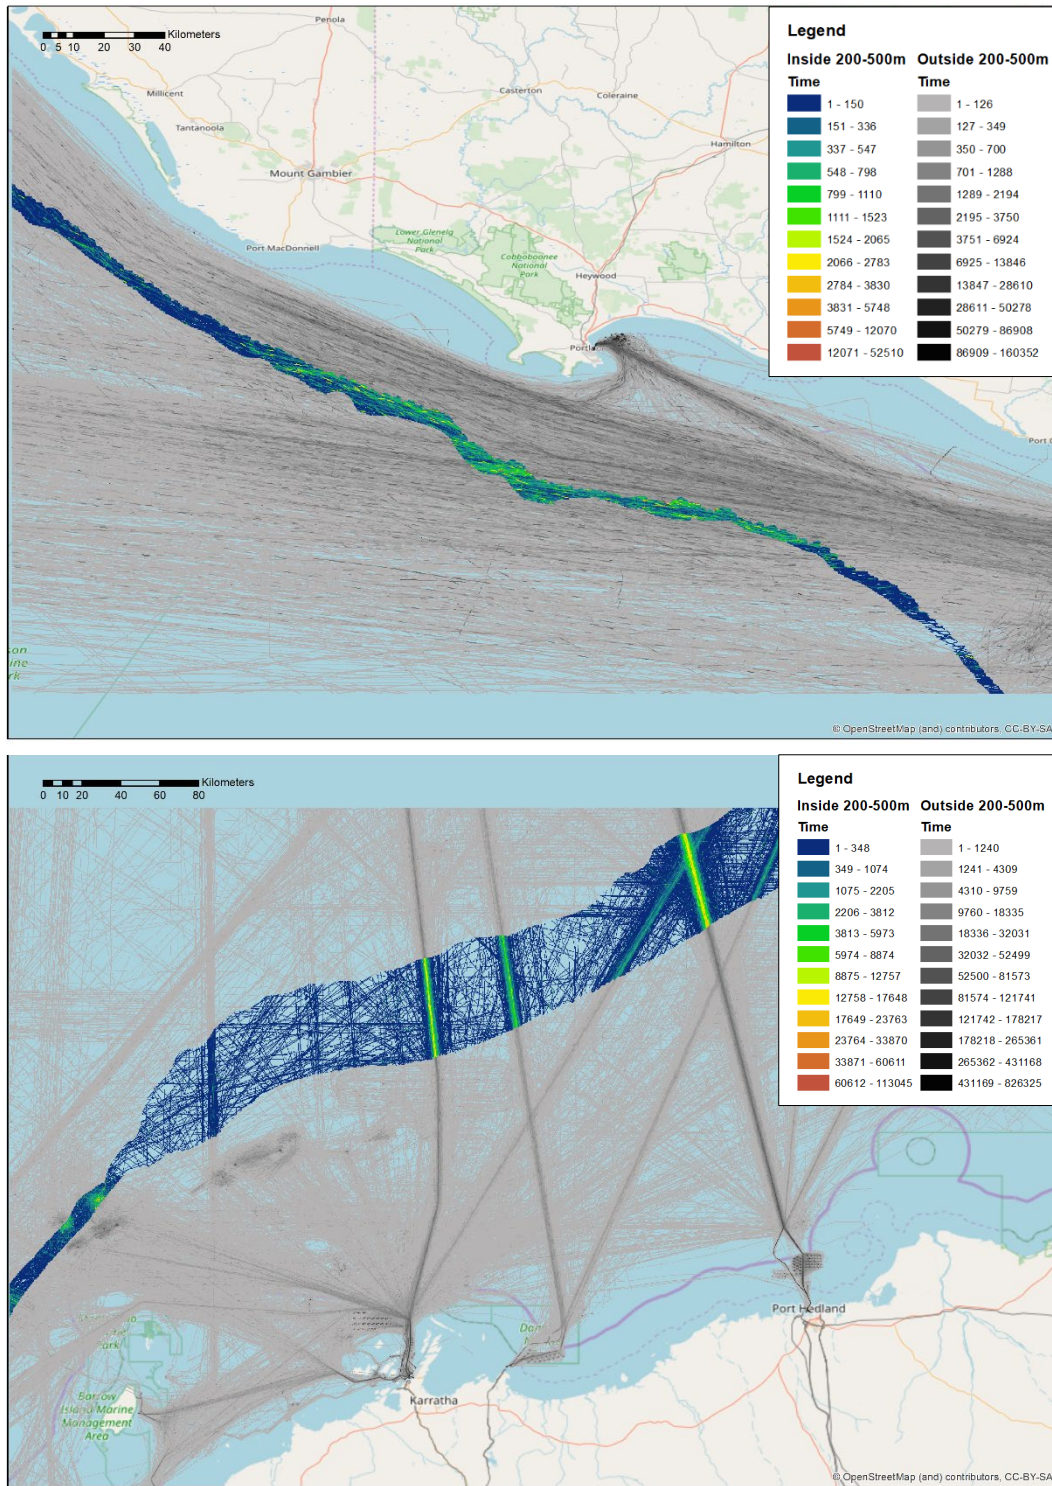 Kilometers
0 5 10 20 30 40
Penola
Millicent
Tantanoola
Mount Gambier
Port MacDonnell
Casterton
Coleraine
Hamilton
Lower Glenelg
National
Park
Cobboboonee
National
Park
Heywood
Legend
Inside 200-500m Outside 200-500m
Time Time
1 - 150 1 - 126
151 - 336 127 - 349
337 - 547 350 - 700
548 - 798 701 - 1288
799 - 1110 1289 - 2194
1111 - 1523 2195 - 3750
1524 - 2065 3751 - 6924
2066 - 2783 6925 - 13846
2784 - 3830 13847 - 28610
3831 - 5748 28611 - 50278
5749 - 12070 50279 - 86908
12071 - 52510 86909 - 160352
© OpenStreetMap (and) contributors, CC-BY-SA
Kilometers
0 10 20 40 60 80
Legend
Inside 200-500m Outside 200-500m
Time Time
1 - 348 1 - 1240
349 - 1074 1241 - 4309
1075 - 2205 4310 - 9759
2206 - 3812 9760 - 18335
3813 - 5973 18336 - 32031
5974 - 8874 32032 - 52499
8875 - 12757 52500 - 81573
12758 - 17648 81574 - 121741
17649 - 23763 121742 - 178217
23764 - 33870 178218 - 265361
33871 - 60611 265362 - 431168
60612 - 113045 431169 - 826325
Port Hedland
Karratha
Barrow
Island Marine
Management
Area
© OpenStreetMap (and) contributors, CC-BY-SA